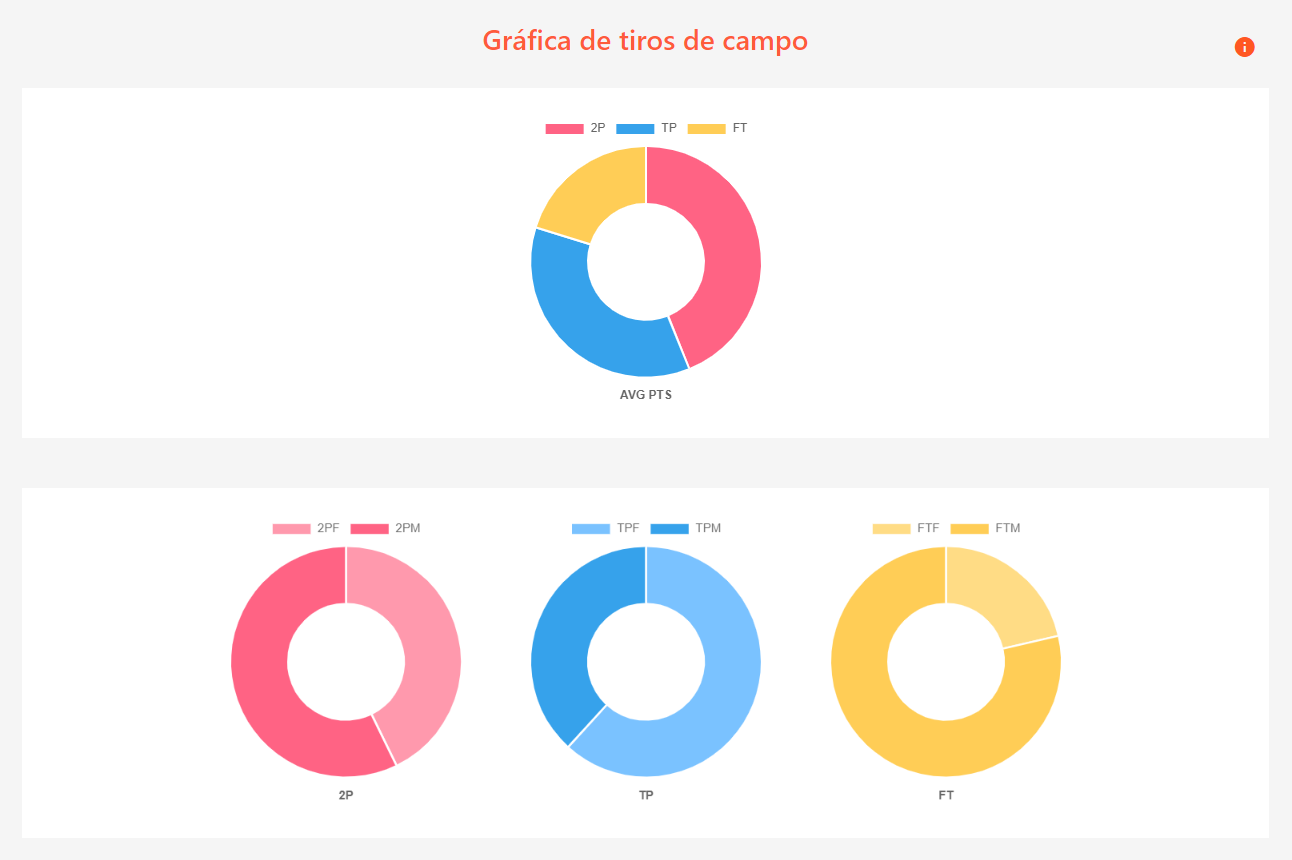 Gráfica de tiros de campo
i
2P TP FT
AVG PTS
2PF 2PM
TPF TPM
FTF FTM
2P
TP
FT